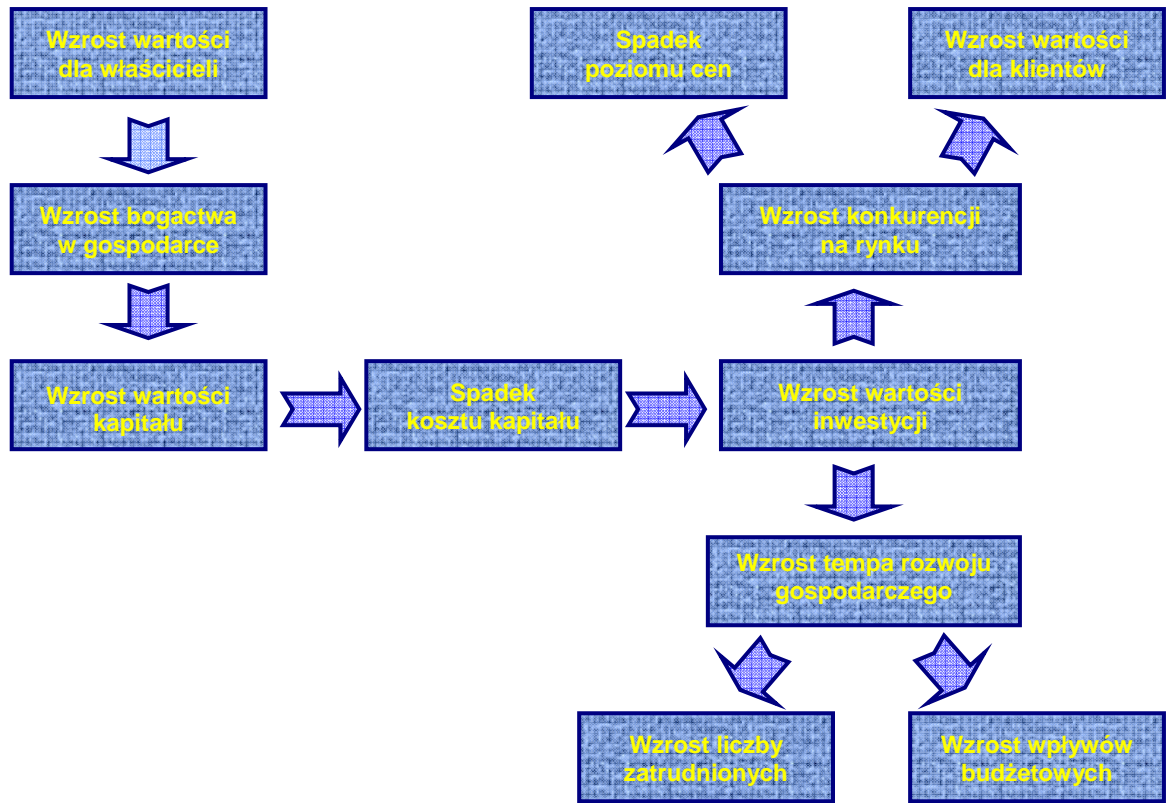 Wzrost wartości
dla właścicieli
Spadek
poziomu cen
Wzrost wartości
dla klientów
Wzrost bogactwa
w gospodarce
Wzrost konkurencji
na rynku
Wzrost wartości
kapitału
Spadek
kosztu kapitału
Wzrost wartości
inwestycji
Wzrost tempa rozwoju
gospodarczego
Wzrost liczby
zatrudnionych
Wzrost wpływów
budżetowych